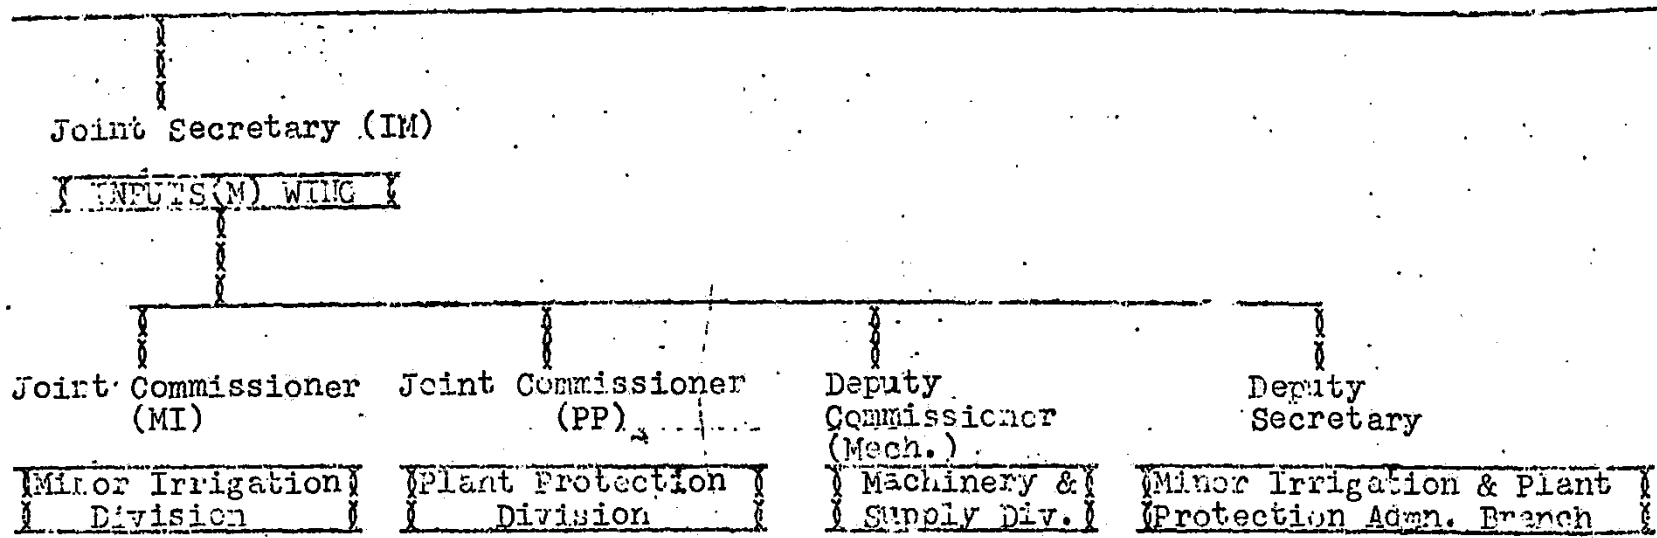 Joint Secretary (IM)
INPUTS(M) WING
Joint Commissioner
(MI)
Joint Commissioner
(PP)
Deputy
Commissioner
(Mech.)
Deputy
Secretary
Minor Irrigation
Division
Plant Protection
Division
Machinery &
Supply Div.
Minor Irrigation & Plant
Protection Admn. Branch